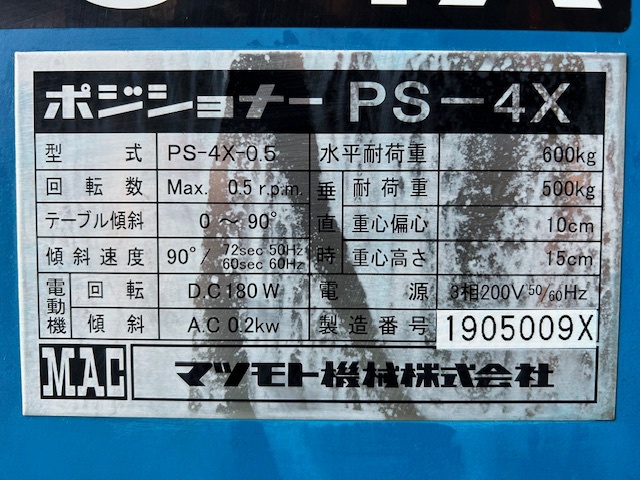 ポジショナー PS-4X
型式 PS-4X-0.5 水平耐荷重 600kg
回転数 Max. 0.5 r.p.m. 垂直時 耐荷重 500kg
テーブル傾斜 0 ～ 90° 重心偏心 10cm
傾斜速度 90°/ 72sec 50Hz 60sec 60Hz 重心高さ 15cm
電動機 回転 D.C 180 W 電源 3相200V 50/60Hz
傾斜 A.C 0.2kw 製造番号 1905009X
MAC マツモト機械株式会社